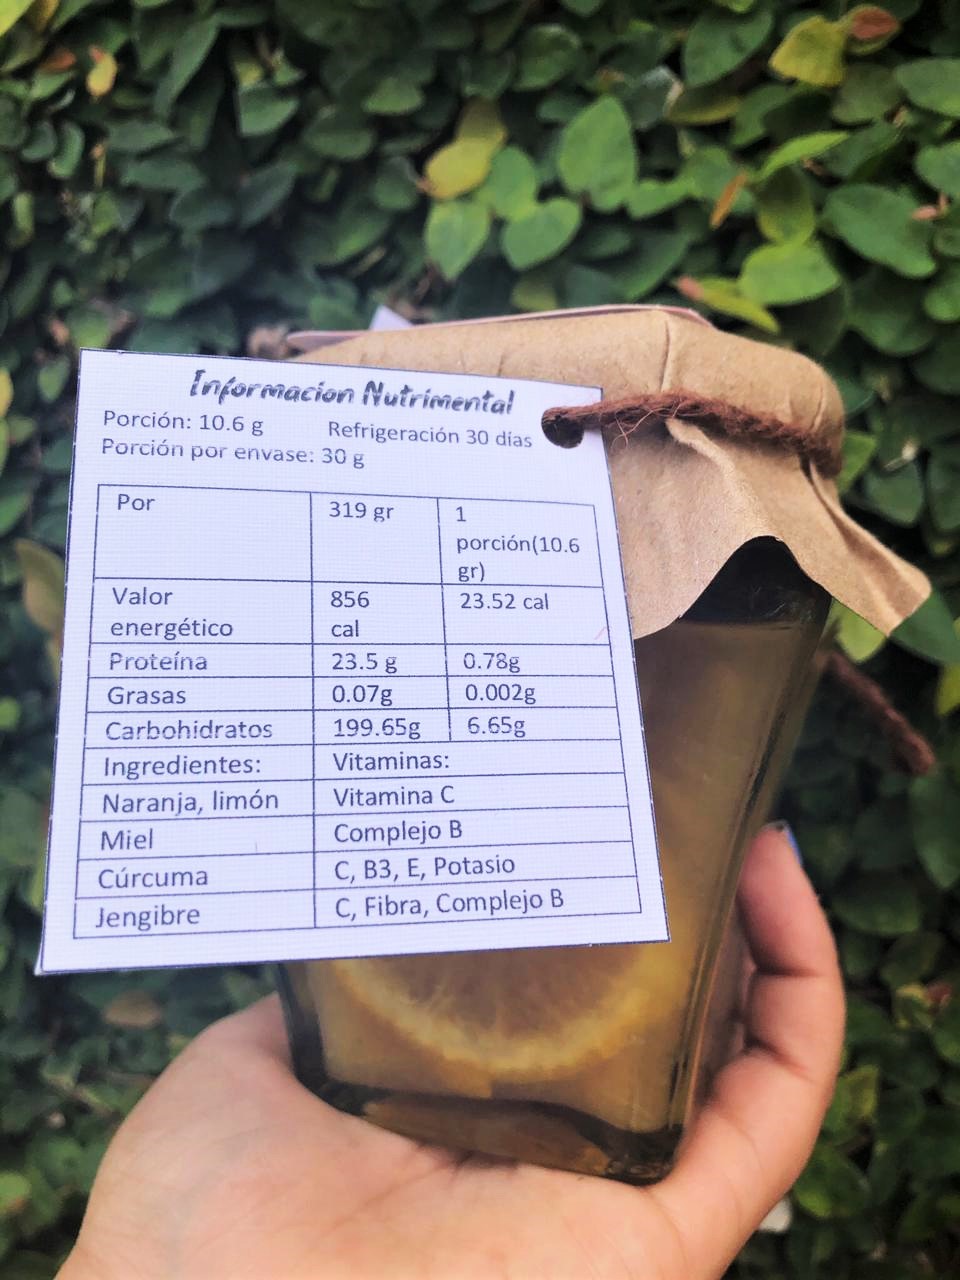 Informacion Nutrimental
Porción: 10.6 g Refrigeración 30 días
Porción por envase: 30 g
Por 319 gr 1
porción(10.6
gr)
Valor 856 23.52 cal
energético cal
Proteína 23.5 g 0.78g
Grasas 0.07g 0.002g
Carbohidratos 199.65g 6.65g
Ingredientes: Vitaminas:
Naranja, limón Vitamina C
Miel Complejo B
Cúrcuma C, B3, E, Potasio
Jengibre C, Fibra, Complejo B